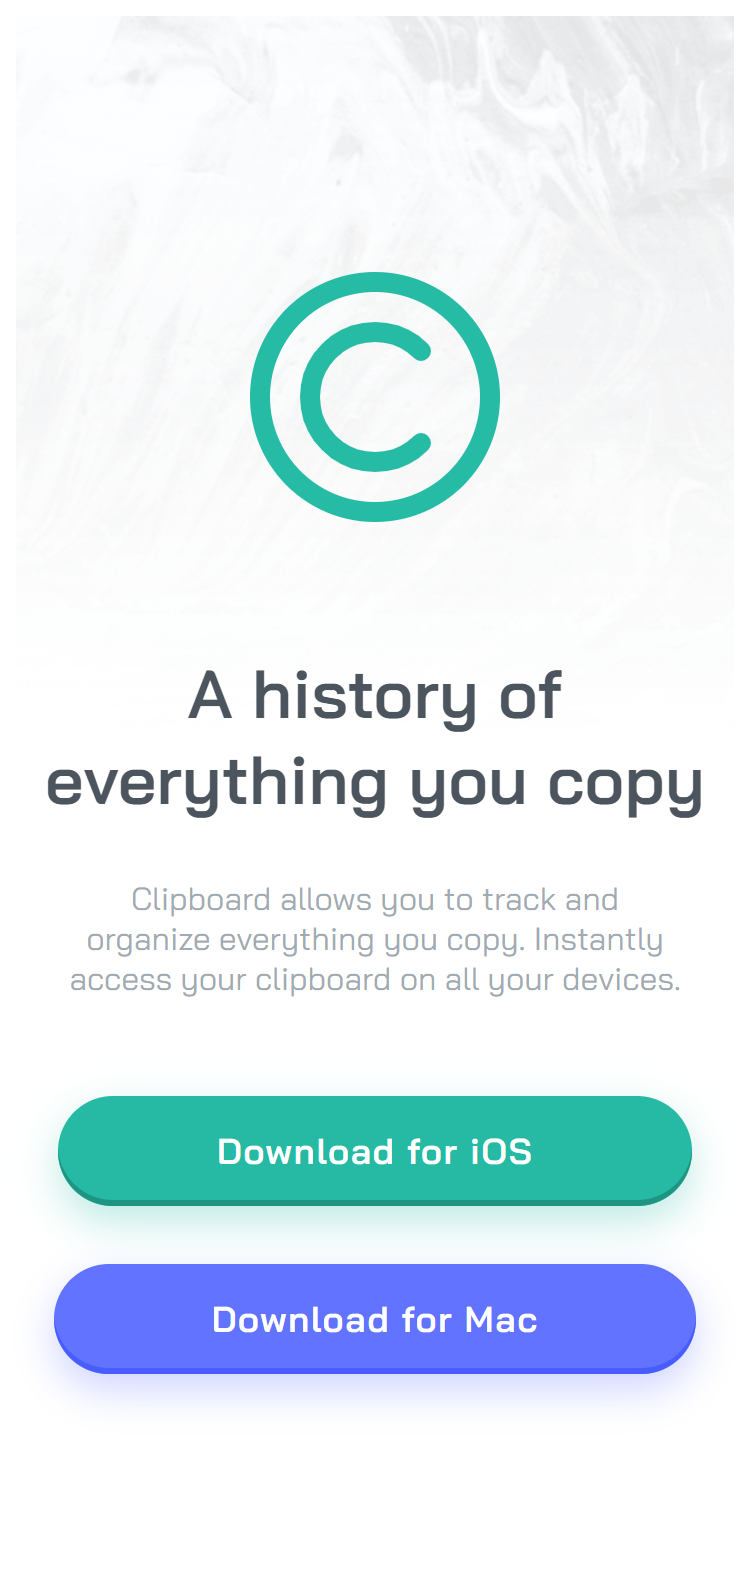 ©
A history of
everything you copy
Clipboard allows you to track and
organize everything you copy. Instantly
access your clipboard on all your devices.
Download for iOS
Download for Mac